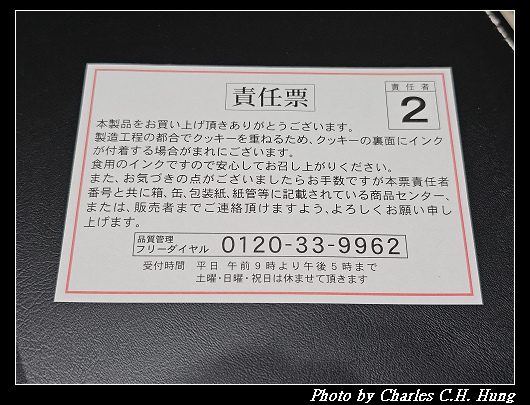 責任票
責任者
2
本製品をお買い上げ頂きありがとうございます。
製造工程の都合でクッキーを重ねるため、クッキーの裏面にインク
が付着する場合がまれにございます。
食用のインクですので安心してお召し上がりください。
また、お気づきの点がございましたらお手数ですが本票責任者
番号と共に箱、缶、包装紙、紙管等に記載されている商品センター、
または、販売者までご連絡頂けますよう、よろしくお願い申し
上げます。
品質管理
フリーダイヤル 0120-33-9962
受付時間 平日 午前9時より午後5時まで
土曜・日曜・祝日は休ませて頂きます
Photo by Charles C.H. Hung